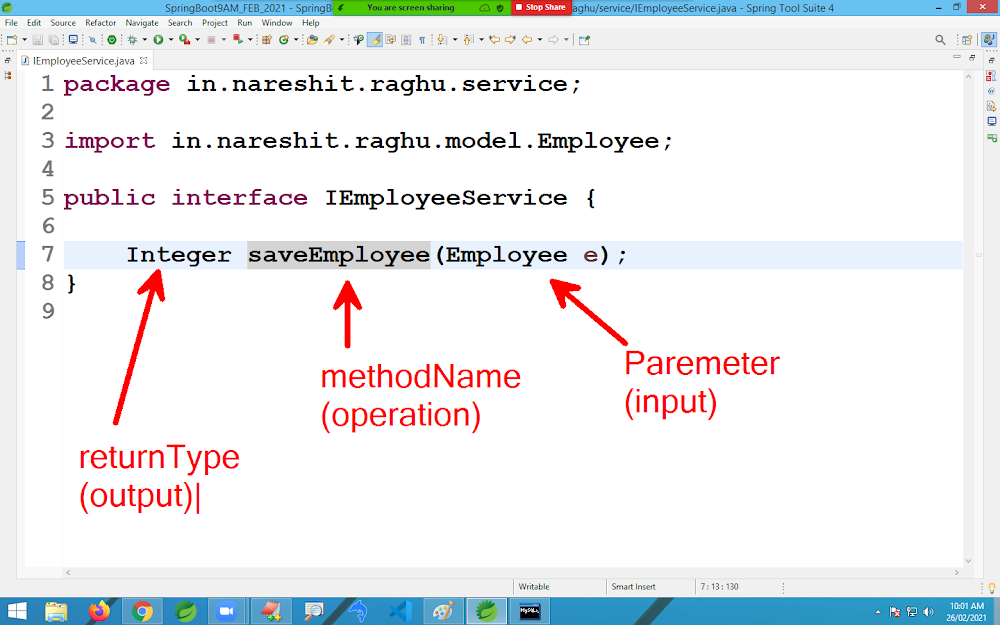 SpringBoot9AM_FEB_2021 - SpringB
You are screen sharing
Stop Share
aghu/service/IEmployeeService.java - Spring Tool Suite 4
File Edit Source Refactor Navigate Search Project Run Window Help
IEmployeeService.java
1 package in.nareshit.raghu.service;
2
3 import in.nareshit.raghu.model.Employee;
4
5 public interface IEmployeeService {
6
7 Integer saveEmployee(Employee e);
8 }
9
Paremeter
(input)
methodName
(operation)
returnType
(output)|
Writable Smart Insert 7 : 13 : 130
MySQL
10:01 AM
26/02/2021